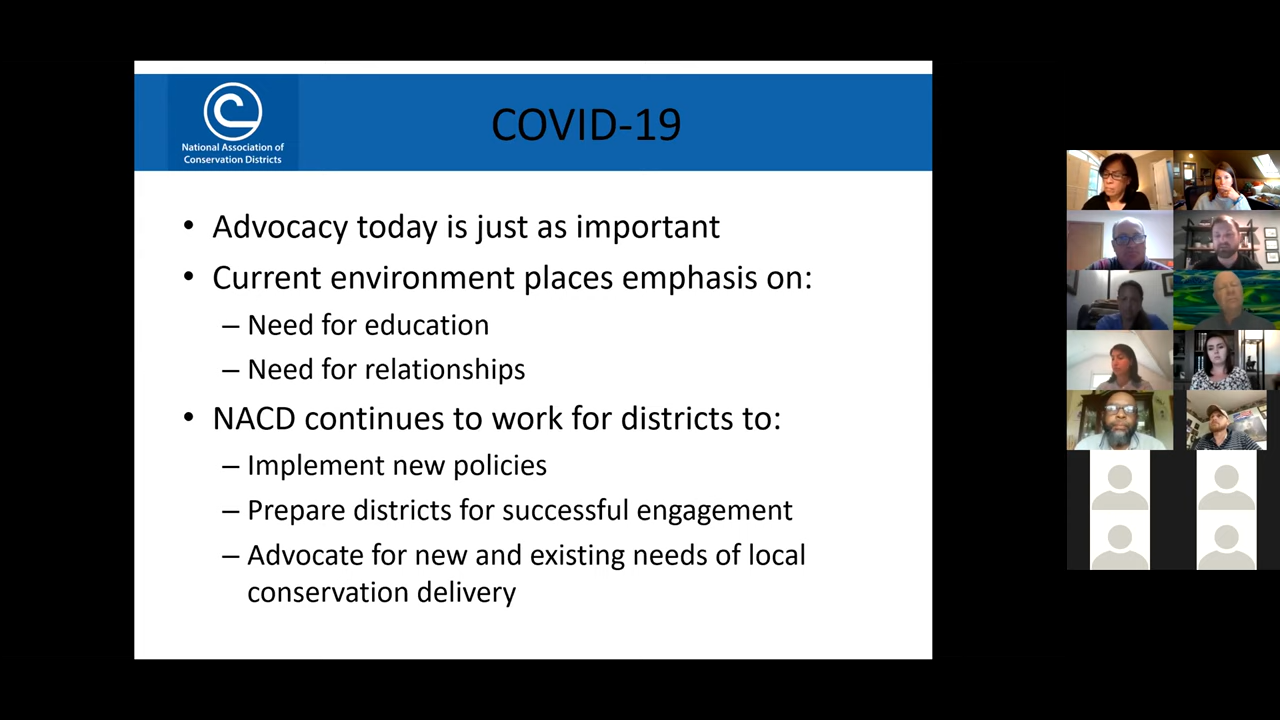 National Association of
Conservation Districts
COVID-19
• Advocacy today is just as important
• Current environment places emphasis on:
– Need for education
– Need for relationships
• NACD continues to work for districts to:
– Implement new policies
– Prepare districts for successful engagement
– Advocate for new and existing needs of local
conservation delivery